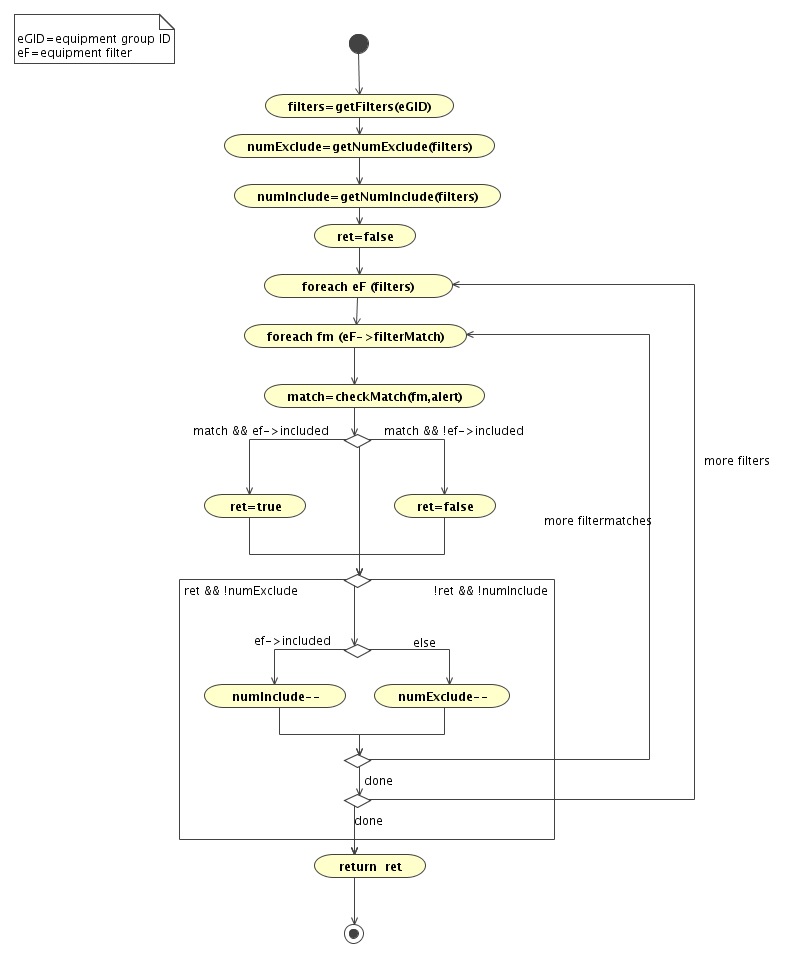 eGID=equipment group ID
eF=equipment filter
filters=getFilters(eGID)
numExclude=getNumExclude(filters)
numInclude=getNumInclude(filters)
ret=false
foreach eF (filters)
foreach fm (eF->filterMatch)
match=checkMatch(fm,alert)
match && ef->included
match && !ef->included
more filters
ret=true
ret=false
more filtermatches
ret && !numExclude
!ret && !numInclude
ef->included
else
numInclude--
numExclude--
done
done
return ret